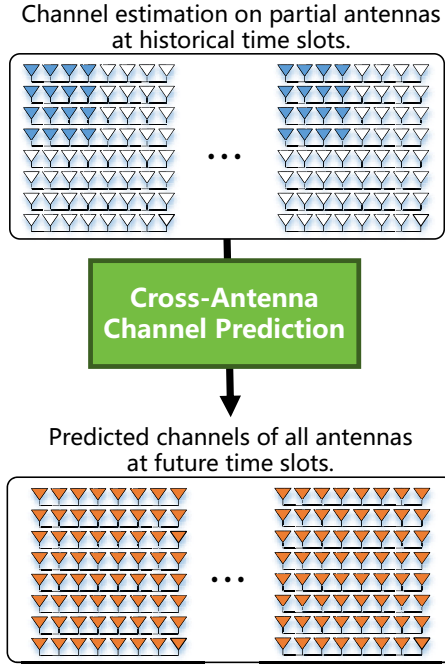 Channel estimation on partial antennas
at historical time slots.
...
Cross-Antenna
Channel Prediction
Predicted channels of all antennas
at future time slots.
...